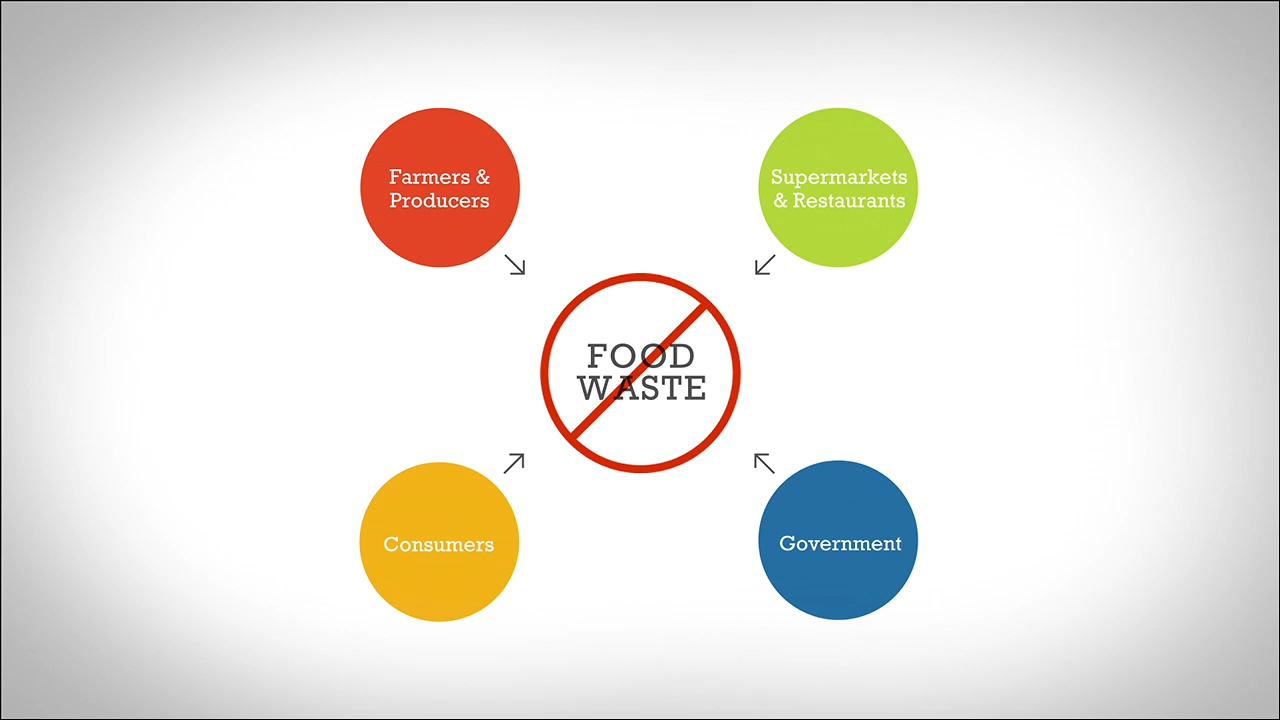 Farmers &
Producers
Supermarkets
& Restaurants
FOOD
WASTE
Consumers
Government